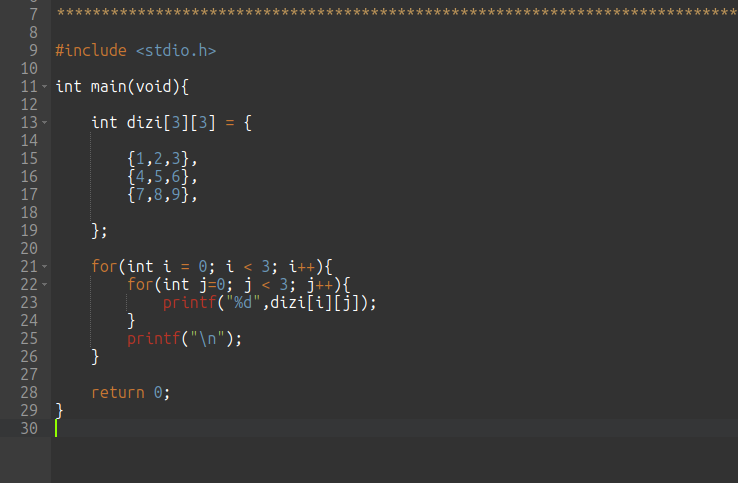 7 ******************************************************************************
8
9 #include <stdio.h>
10
11 int main(void){
12
13     int dizi[3][3] = {
14
15         {1,2,3},
16         {4,5,6},
17         {7,8,9},
18
19     };
20
21     for(int i = 0; i < 3; i++){
22         for(int j=0; j < 3; j++){
23             printf("%d",dizi[i][j]);
24         }
25         printf("\n");
26     }
27
28     return 0;
29 }
30